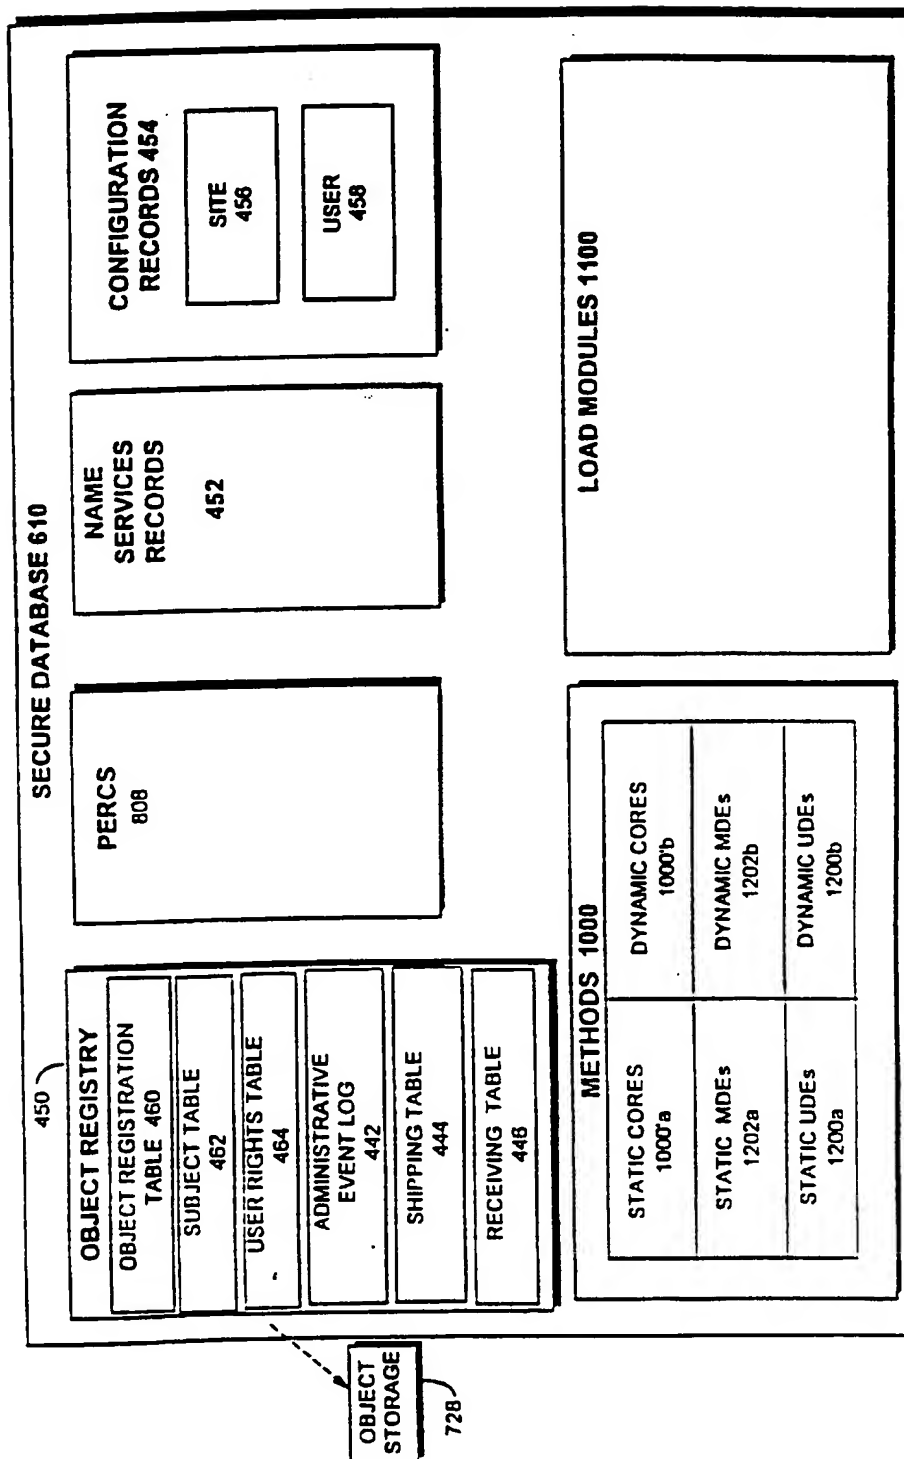 SECURE DATABASE 610
450
OBJECT REGISTRY
OBJECT REGISTRATION
TABLE 460
SUBJECT TABLE
462
USER RIGHTS TABLE
464
ADMINISTRATIVE
EVENT LOG
442
SHIPPING TABLE
444
RECEIVING TABLE
446
PERCS
808
NAME
SERVICES
RECORDS
452
CONFIGURATION
RECORDS 454
SITE
456
USER
458
OBJECT
STORAGE
728
METHODS 1000
STATIC CORES
1000'a
DYNAMIC CORES
1000'b
STATIC MDEs
1202a
DYNAMIC MDEs
1202b
STATIC UDEs
1200a
DYNAMIC UDEs
1200b
LOAD MODULES 1100